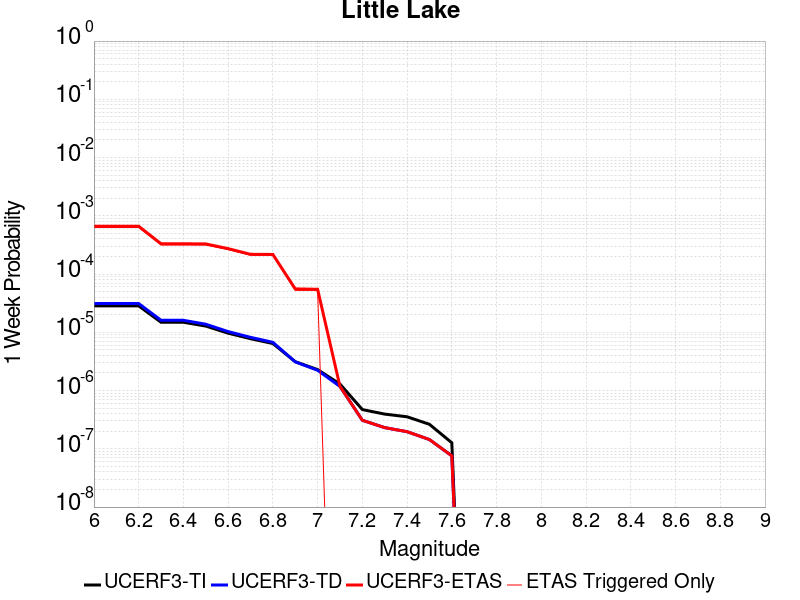 Little Lake
10^0
10^-1
10^-2
10^-3
10^-4
10^-5
10^-6
10^-7
10^-8
1 Week Probability
6 6.2 6.4 6.6 6.8 7 7.2 7.4 7.6 7.8 8 8.2 8.4 8.6 8.8 9
Magnitude
UCERF3-TI UCERF3-TD UCERF3-ETAS ETAS Triggered Only